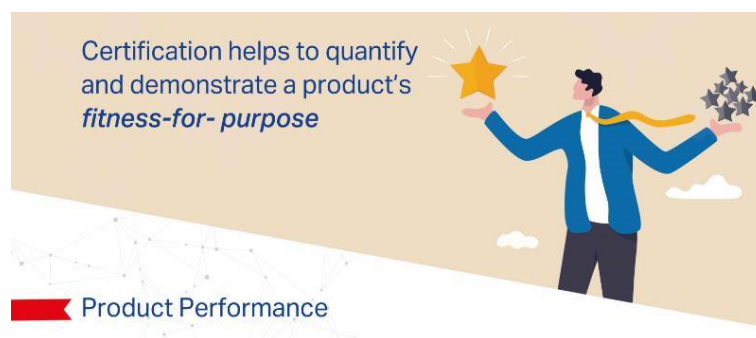 Certification helps to quantify
and demonstrate a product's
fitness-for- purpose
Product Performance